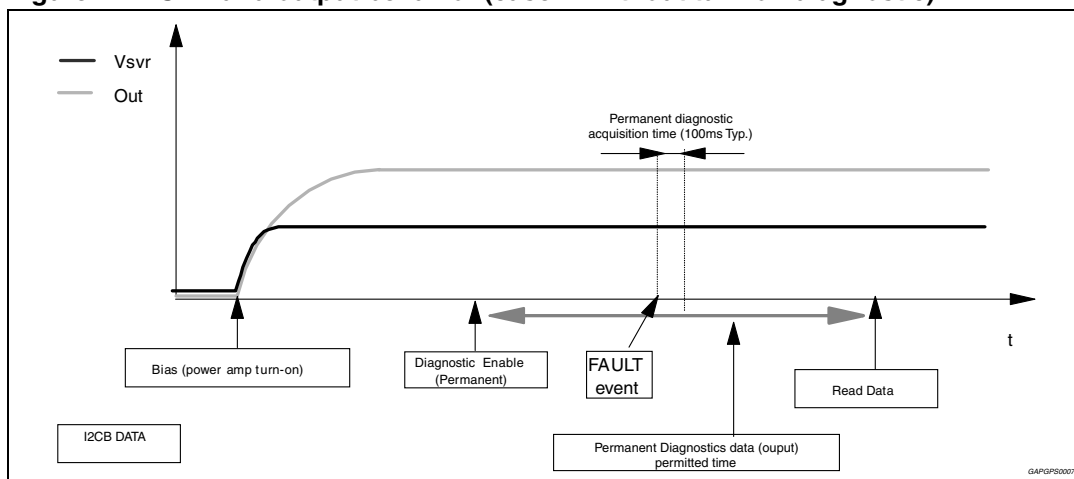 Vsvr
Out
Permanent diagnostic
acquisition time (100ms Typ.)
t
Bias (power amp turn-on)
Diagnostic Enable
(Permanent)
FAULT
event
Read Data
I2CB DATA
Permanent Diagnostics data (ouput)
permitted time
GAPGPS0007